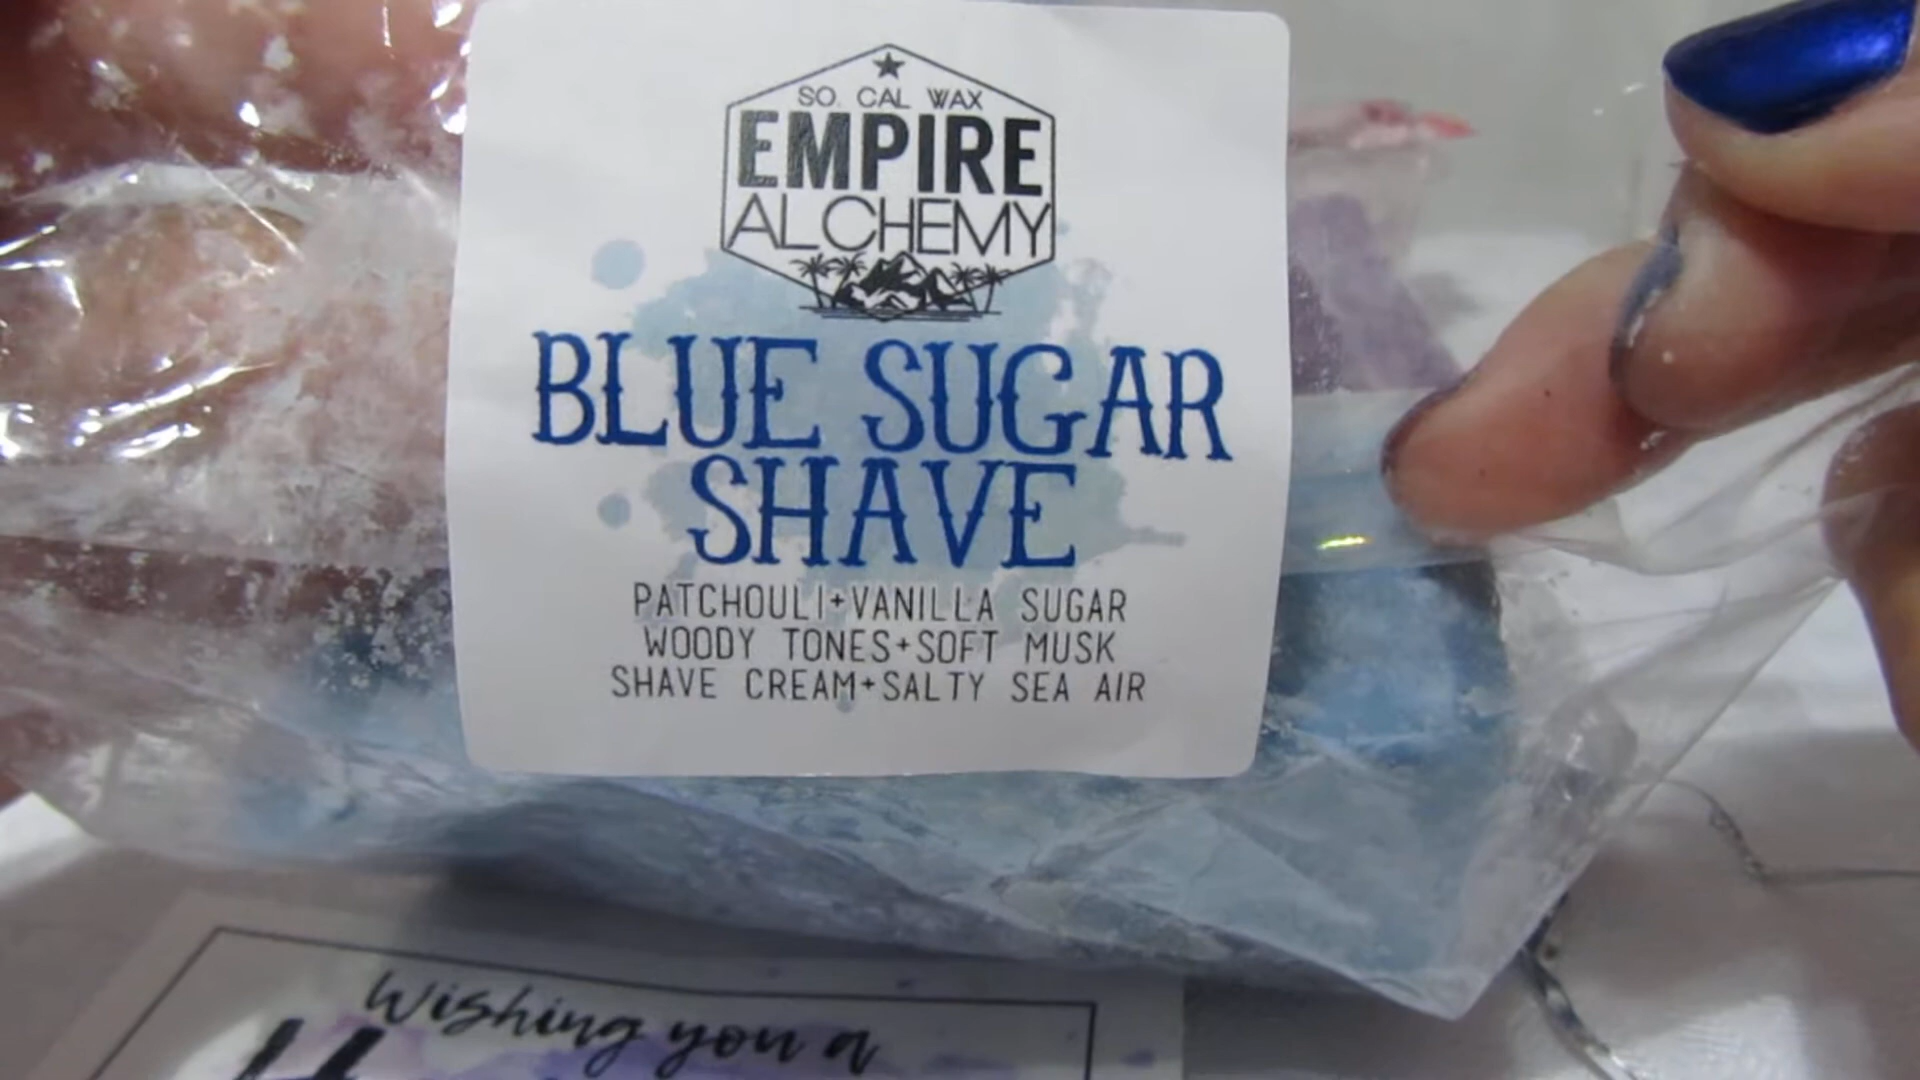 SO. CAL WAX
EMPIRE
ALCHEMY
BLUE SUGAR
SHAVE
PATCHOULI+VANILLA SUGAR
WOODY TONES+SOFT MUSK
SHAVE CREAM+SALTY SEA AIR
Wishing you a